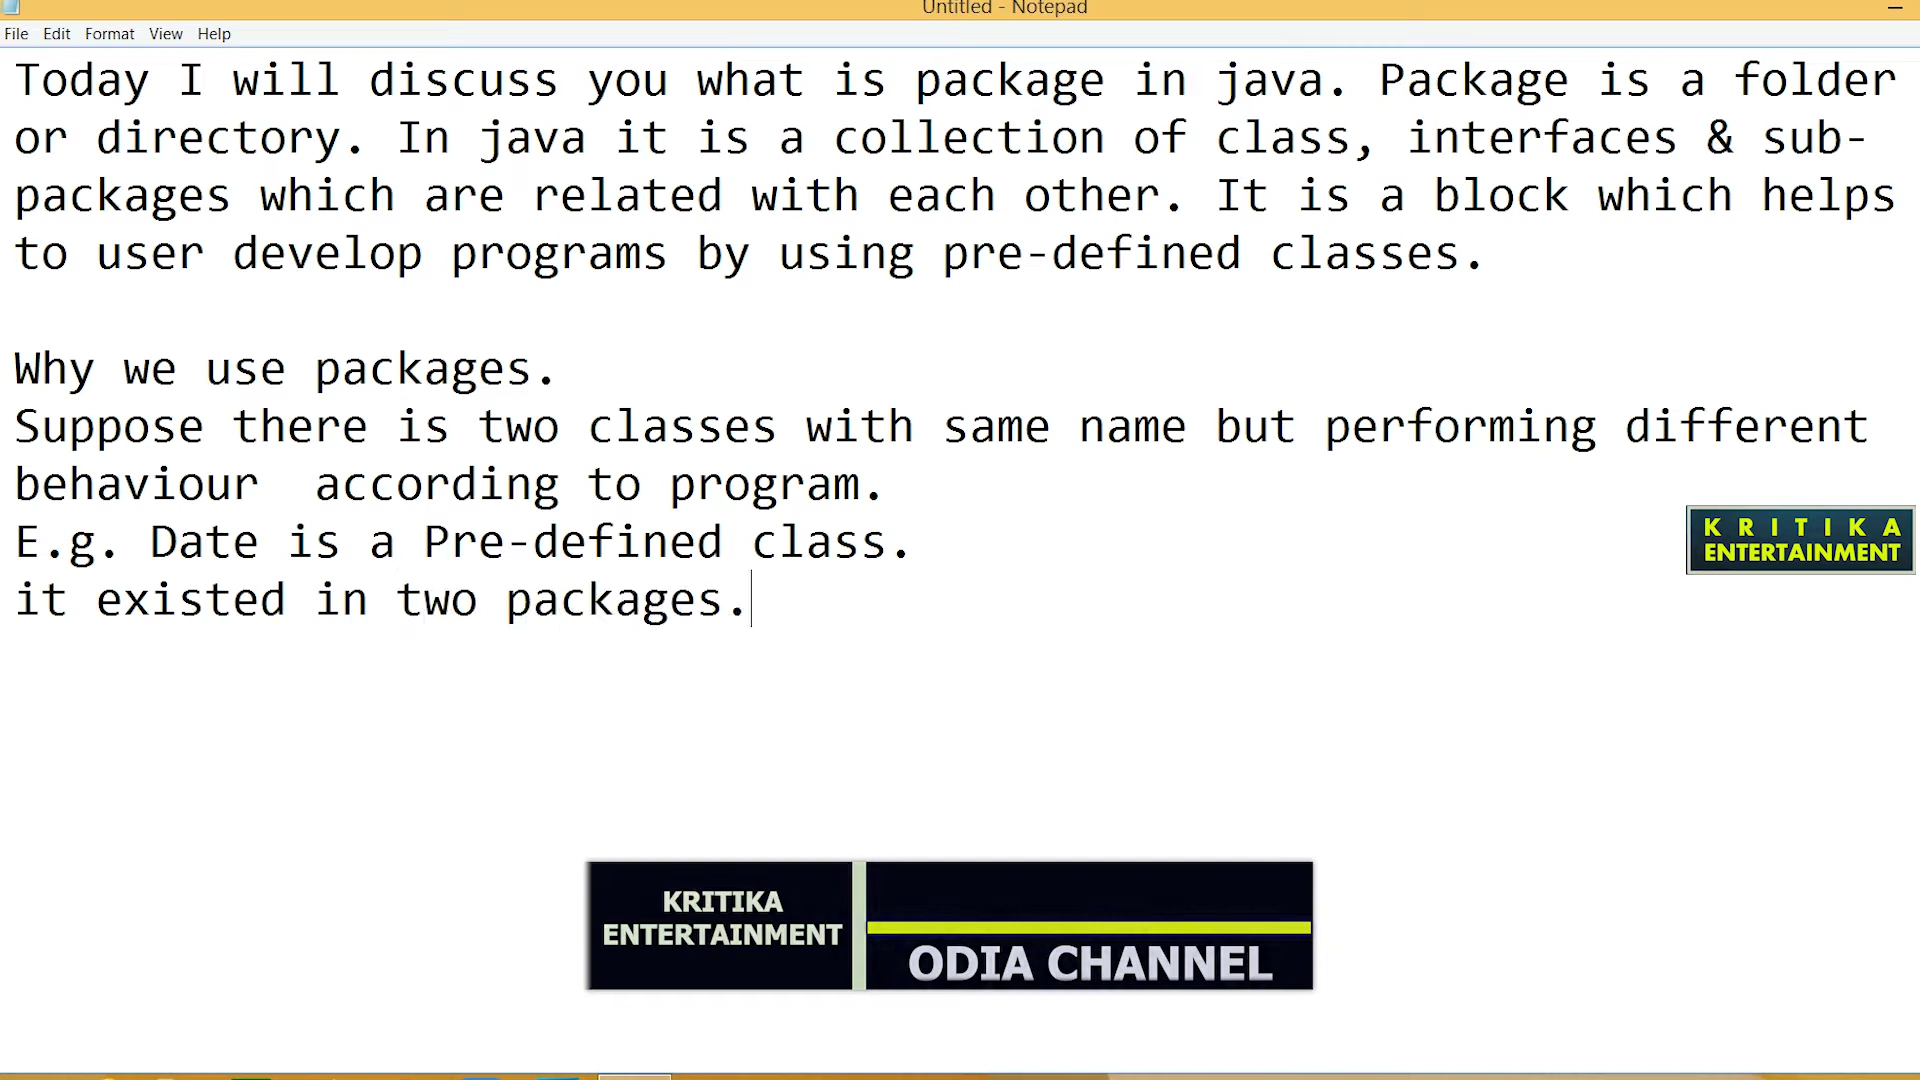 Untitled - Notepad
File Edit Format View Help
Today I will discuss you what is package in java. Package is a folder
or directory. In java it is a collection of class, interfaces & sub-
packages which are related with each other. It is a block which helps
to user develop programs by using pre-defined classes.
Why we use packages.
Suppose there is two classes with same name but performing different
behaviour  according to program.
E.g. Date is a Pre-defined class.
it existed in two packages.
KRITIKA
ENTERTAINMENT
KRITIKA
ENTERTAINMENT
ODIA CHANNEL